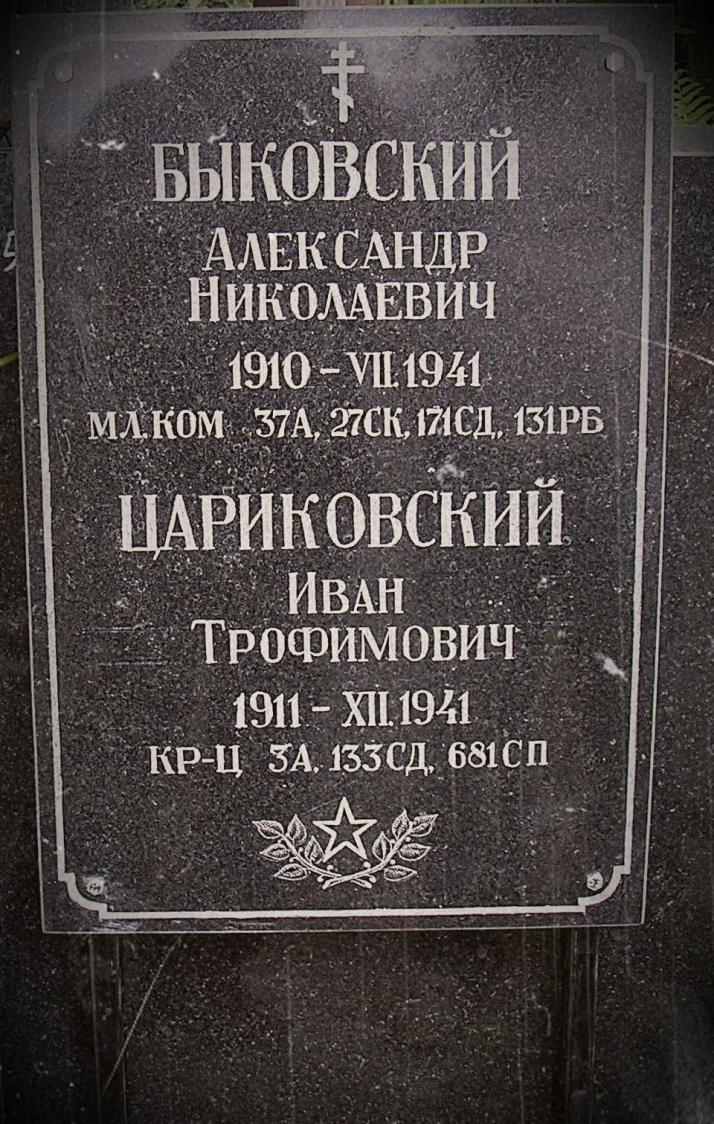 БЫКОВСКИЙ
АЛЕКСАНДР
НИКОЛАЕВИЧ
1910 – VII.1941
МЛ.КОМ 37А, 27СК, 171СД, 131РБ
ЦАРИКОВСКИЙ
ИВАН
ТРОФИМОВИЧ
1911 – XII.1941
КР-Ц 3А, 133СД, 681СП